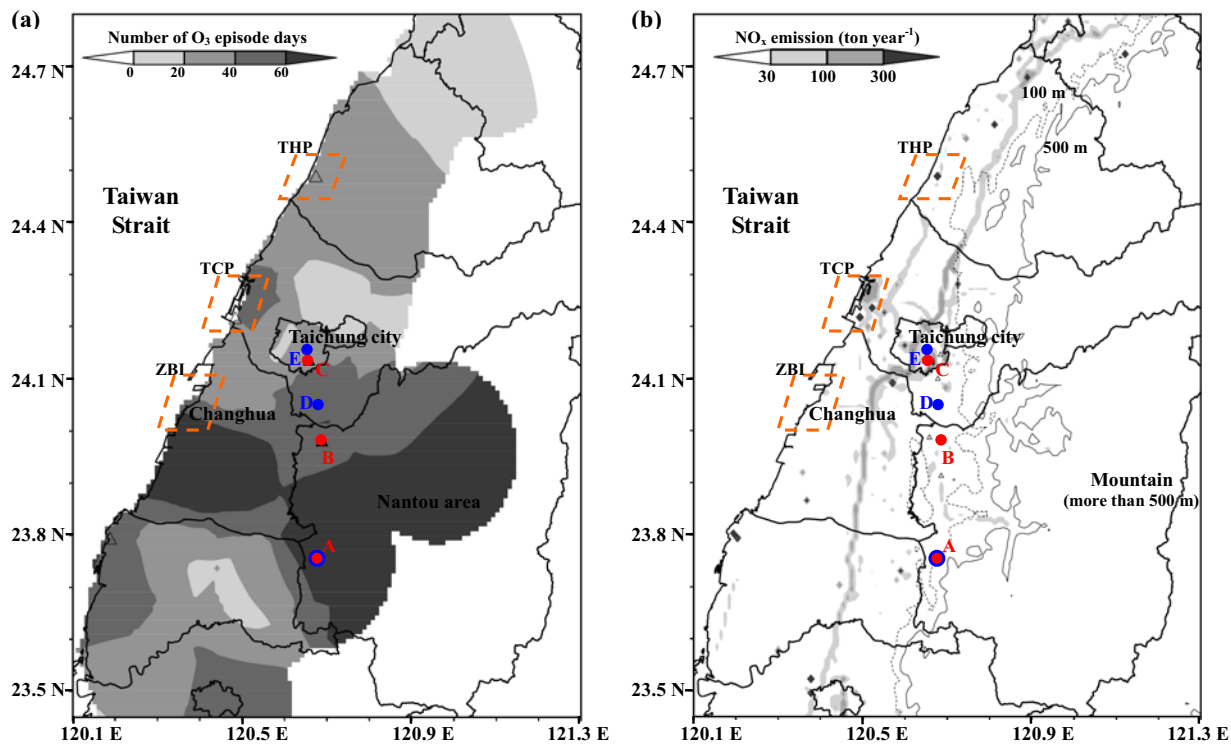 (a)
Number of O₃ episode days
0 20 40 60
24.7 N
24.4 N
24.1 N
23.8 N
23.5 N
120.1 E 120.5 E 120.9 E 121.3 E
THP
Taiwan
Strait
TCP
Taichung city
E
C
ZBL
D
Changhua
B
Nantou area
A
(b)
NOₓ emission (ton year⁻¹)
30 100 300
24.7 N
24.4 N
24.1 N
23.8 N
23.5 N
120.1 E 120.5 E 120.9 E 121.3 E
100 m
500 m
THP
Taiwan
Strait
TCP
Taichung city
E
C
ZBL
D
Changhua
B
Mountain
(more than 500 m)
A